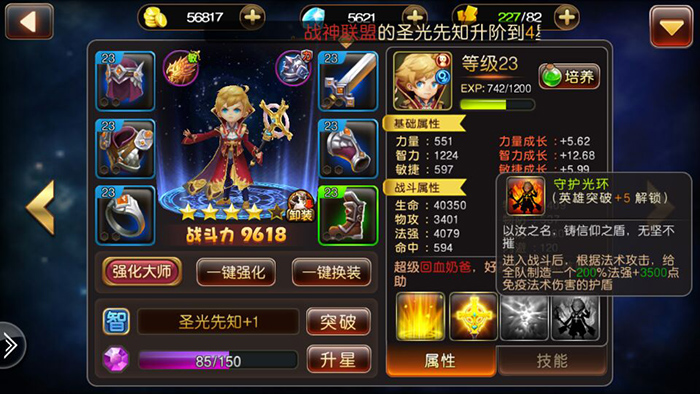 56817
5621
227/82
战神联盟的圣光先知升阶到4星
23
23
23
23
23
23
卸装
战斗力 9618
强化大师
一键强化
一键换装
智
圣光先知+1
突破
85/150
升星
等级23
EXP: 742/1200
培养
基础属性
力量：551
力量成长：+5.62
智力：1224
智力成长：+12.68
敏捷：597
敏捷成长：+5.99
战斗属性
生命：40350
物攻：3401
法强：4079
命中：594
超级回血奶爸，好
助
守护光环
（英雄突破+5 解锁）
以汝之名，铸信仰之盾，无坚不
摧
进入战斗后，根据法术攻击，给
全队制造一个200%法强+3500点
免疫法术伤害的护盾
属性
技能